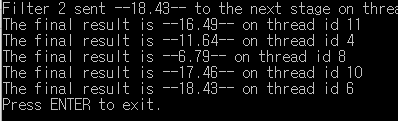 Filter 2 sent --18.43-- to the next stage on threa
The final result is --16.49-- on thread id 11
The final result is --11.64-- on thread id 4
The final result is --6.79-- on thread id 8
The final result is --17.46-- on thread id 10
The final result is --18.43-- on thread id 6
Press ENTER to exit.